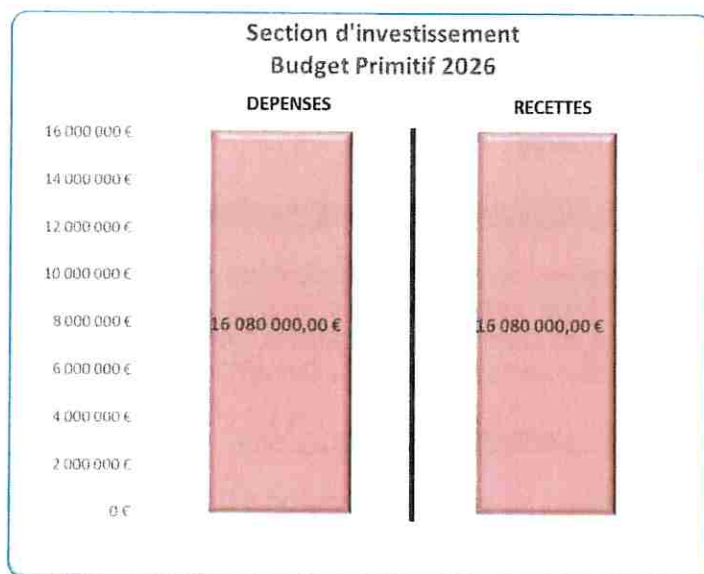 Section d'investissement
Budget Primitif 2026
DEPENSES
RECETTES
16 000 000 €
14 000 000 €
12 000 000 €
10 000 000 €
8 000 000 €
6 000 000 €
4 000 000 €
2 000 000 €
0 €
16 080 000,00 €
16 080 000,00 €